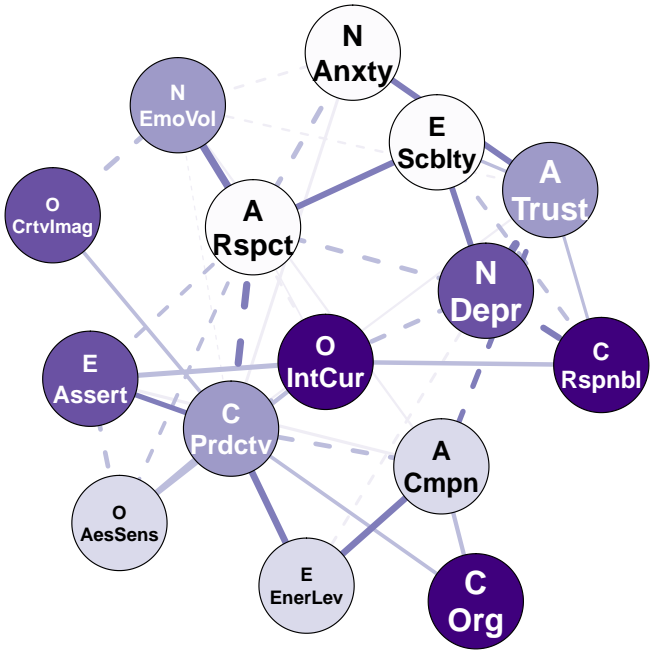 N
Anxty
N
EmoVol
E
Scblty
A
Trust
O
CrtvImag
A
Rspct
N
Depr
O
IntCur
C
Rspnbl
E
Assert
C
Prdctv
A
Cmpn
O
AesSens
E
EnerLev
C
Org